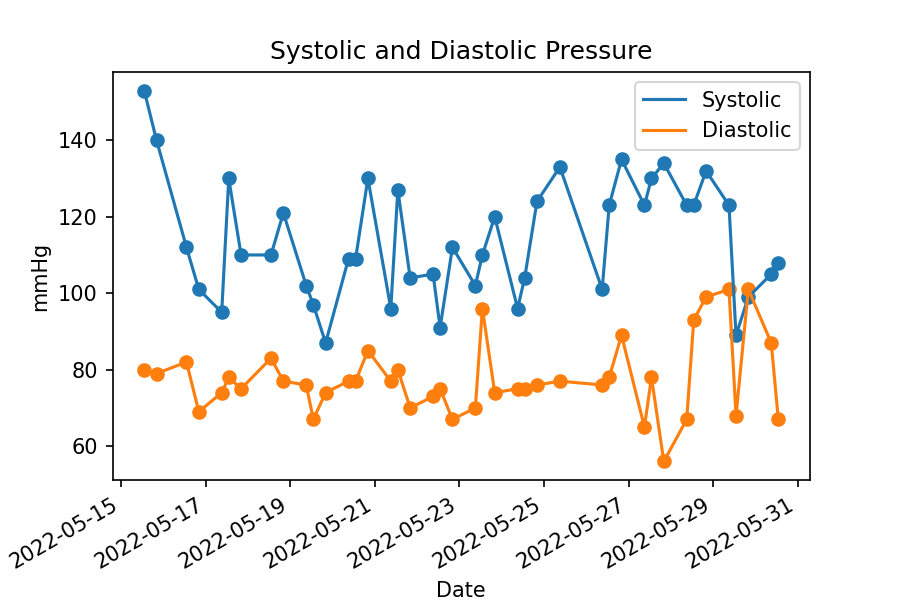 Systolic and Diastolic Pressure
Systolic
Diastolic
mmHg
140
120
100
80
60
2022-05-15
2022-05-17
2022-05-19
2022-05-21
2022-05-23
2022-05-25
2022-05-27
2022-05-29
2022-05-31
Date